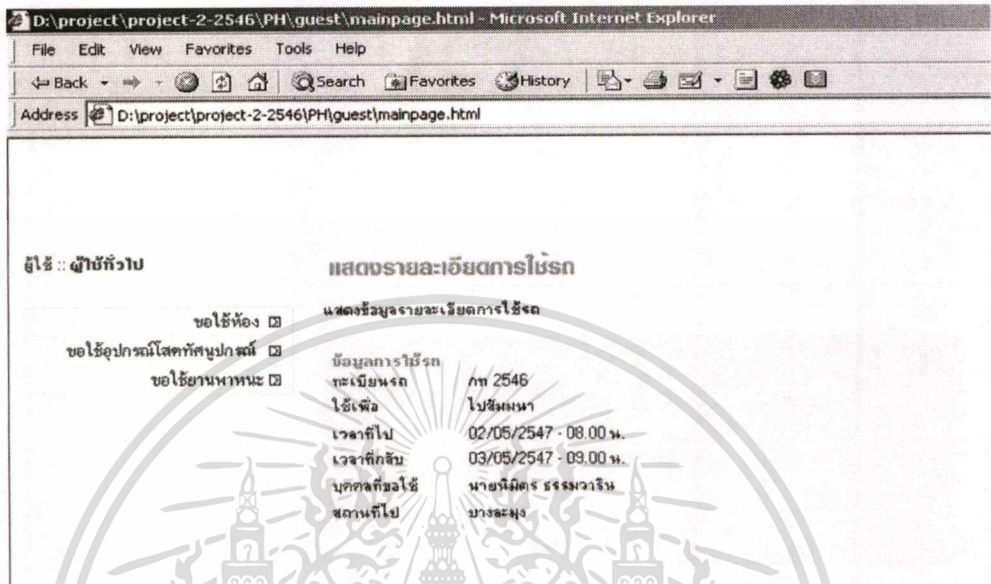 D:\project\project-2-2546\PH\guest\mainpage.html - Microsoft Internet Explorer
File Edit View Favorites Tools Help
Back Search Favorites History
Address D:\project\project-2-2546\PH\guest\mainpage.html
ผู้ใช้ :: ผู้ใช้ทั่วไป
แสดงรายละเอียดการใช้รถ
แสดงข้อมูลรายละเอียดการใช้รถ
ขอใช้ห้อง
ขอใช้อุปกรณ์โสตทัศนูปกรณ์
ขอใช้ยานพาหนะ
ข้อมูลการใช้รถ
ทะเบียนรถ กท 2546
ใช้เพื่อ ไปสัมมนา
เวลาที่ไป 02/05/2547 - 08.00 น.
เวลาที่กลับ 03/05/2547 - 09.00 น.
บุคคลที่ขอใช้ นายนิมิตร ธรรมวาริน
สถานที่ไป บางละมุง